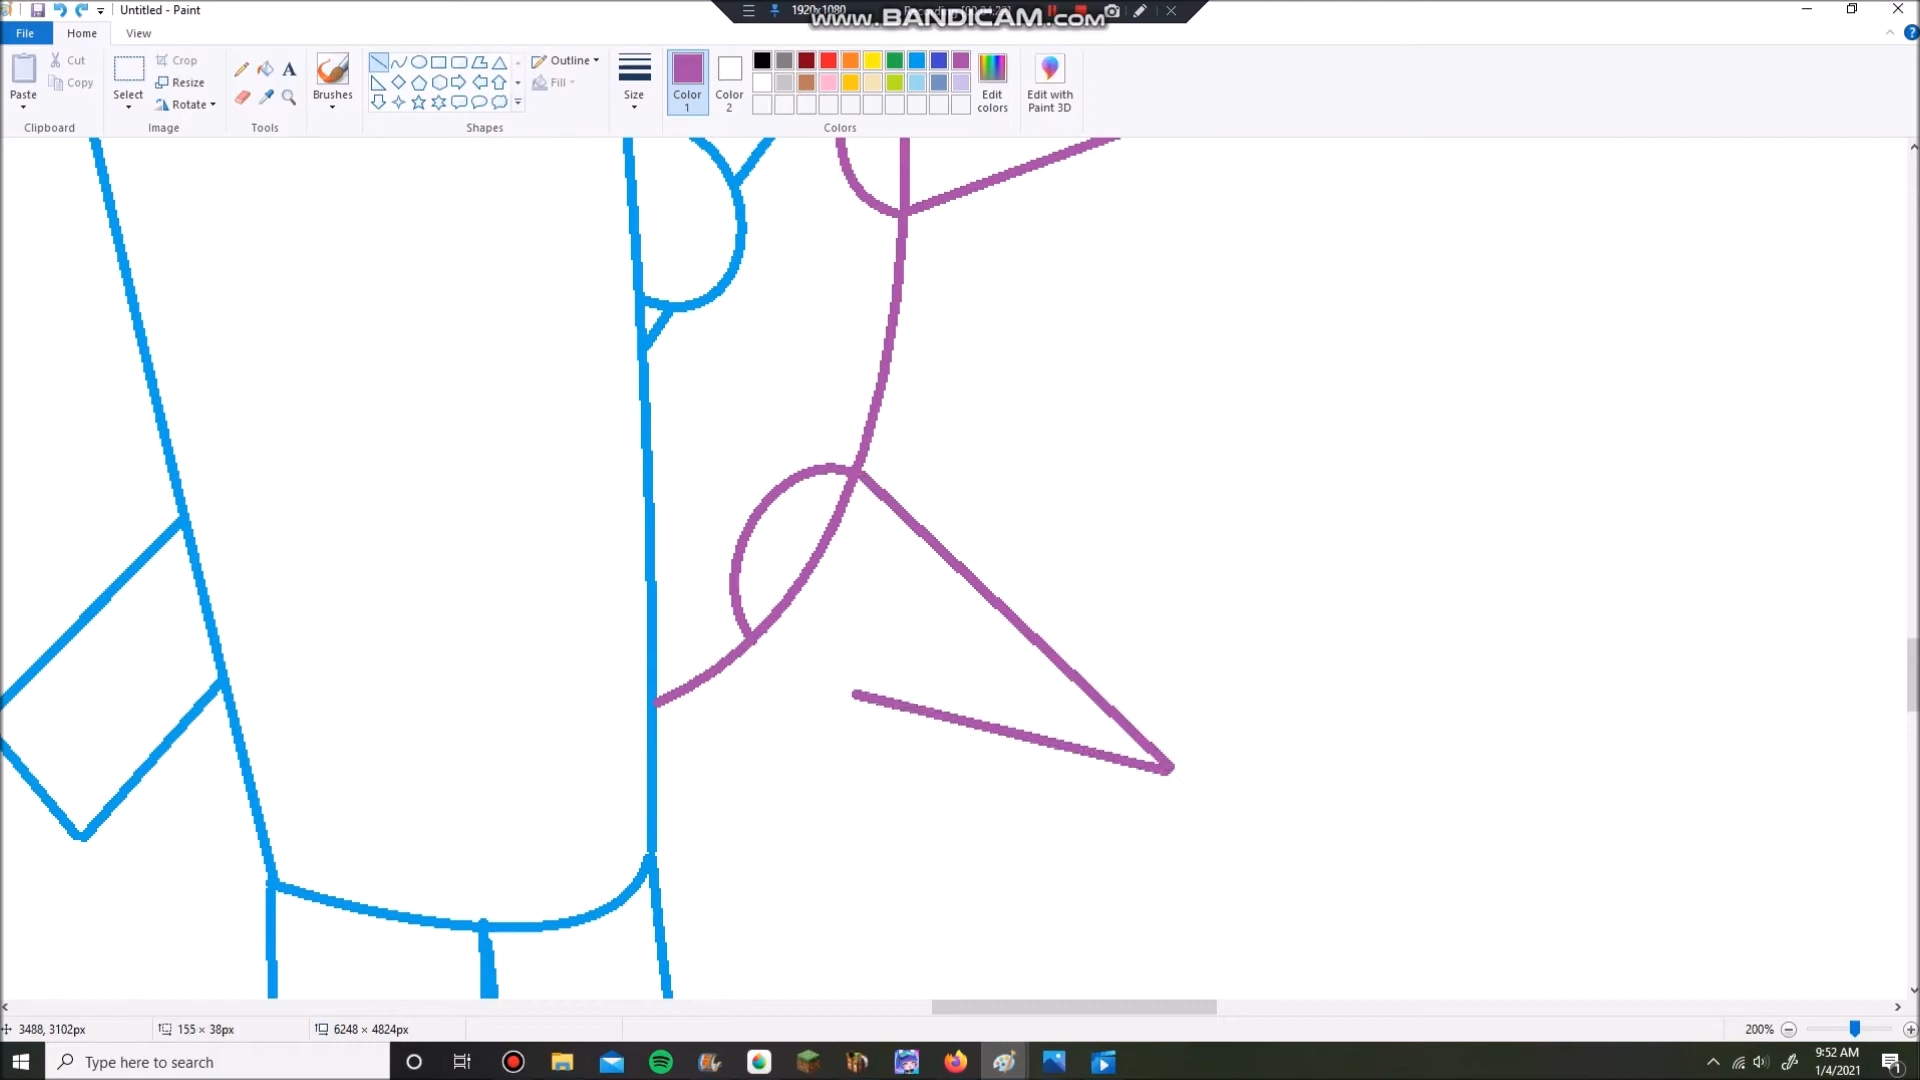 Untitled - Paint
1920x1080
www.BANDICAM.com
File
Home
View
Paste
Cut
Copy
Clipboard
Select
Crop
Resize
Rotate
Image
Tools
Brushes
Outline
Fill
Shapes
Size
Color 1
Color 2
Edit colors
Colors
Edit with Paint 3D
3488, 3102px
155 × 38px
6248 × 4824px
200%
Type here to search
9:52 AM
1/4/2021